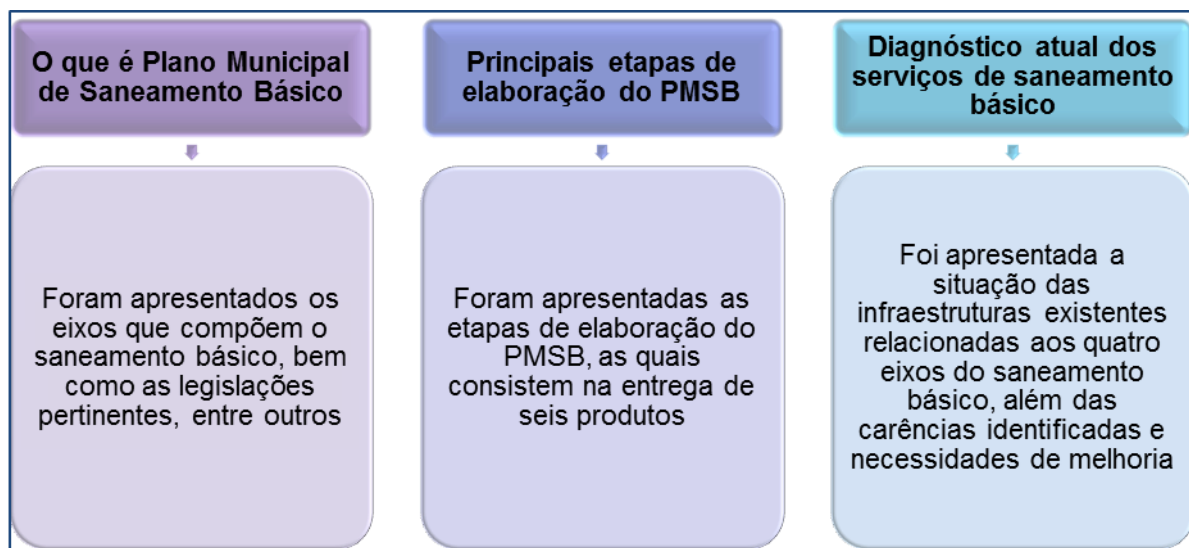 O que é Plano Municipal
de Saneamento Básico
Foram apresentados os
eixos que compõem o
saneamento básico, bem
como as legislações
pertinentes, entre outros
Principais etapas de
elaboração do PMSB
Foram apresentadas as
etapas de elaboração do
PMSB, as quais
consistem na entrega de
seis produtos
Diagnóstico atual dos
serviços de saneamento
básico
Foi apresentada a
situação das
infraestruturas existentes
relacionadas aos quatro
eixos do saneamento
básico, além das
carências identificadas e
necessidades de melhoria